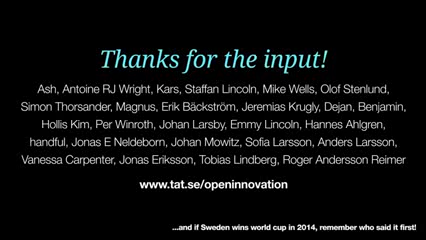 Thanks for the input!
Ash, Antoine RJ Wright, Kars, Staffan Lincoln, Mike Wells, Olof Stenlund,
Simon Thorsander, Magnus, Erik Bäckström, Jeremias Krugly, Dejan, Benjamin,
Hollis Kim, Per Winroth, Johan Larsby, Emmy Lincoln, Hannes Ahlgren,
handful, Jonas E Neldeborn, Johan Mowitz, Sofia Larsson, Anders Larsson,
Vanessa Carpenter, Jonas Eriksson, Tobias Lindberg, Roger Andersson Reimer
www.tat.se/openinnovation
...and if Sweden wins world cup in 2014, remember who said it first!